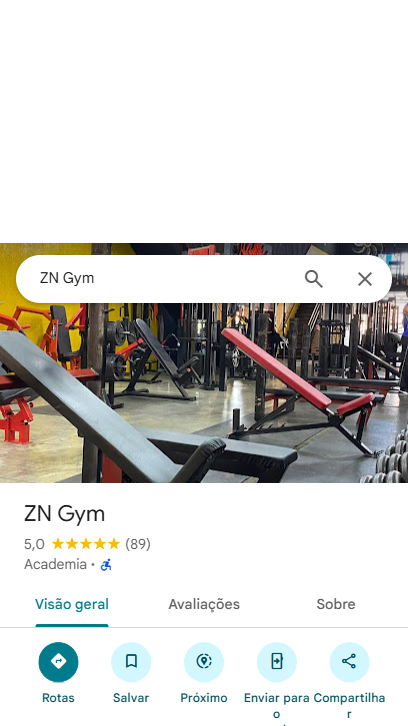 ZN Gym
ZN Gym
5,0 (89)
Academia ·
Visão geral Avaliações Sobre
Rotas Salvar Próximo Enviar para o Compartilhar